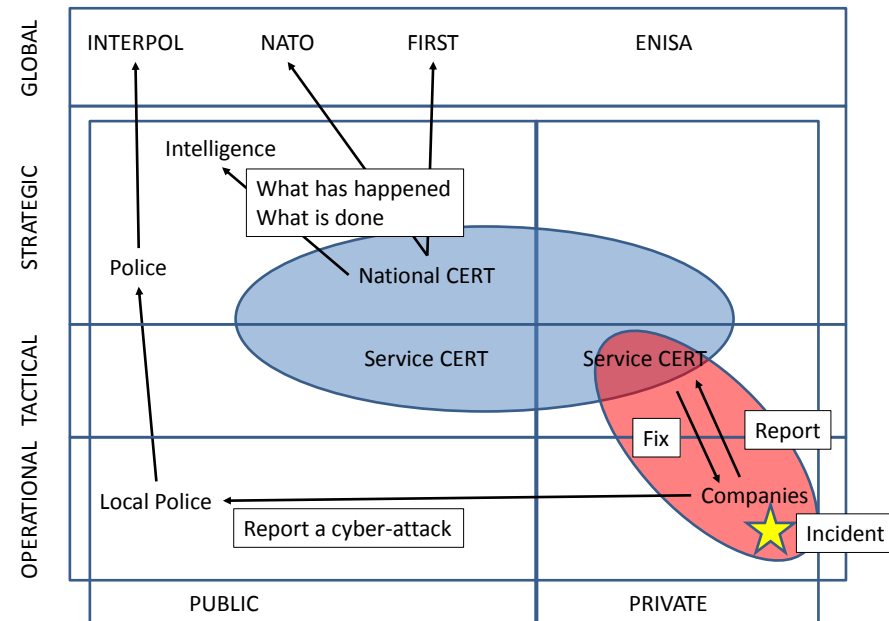 GLOBAL
INTERPOL
NATO
FIRST
ENISA
STRATEGIC
Intelligence
What has happened
What is done
Police
National CERT
TACTICAL
Service CERT
Service CERT
Fix
Report
OPERATIONAL
Local Police
Companies
Report a cyber-attack
Incident
PUBLIC
PRIVATE